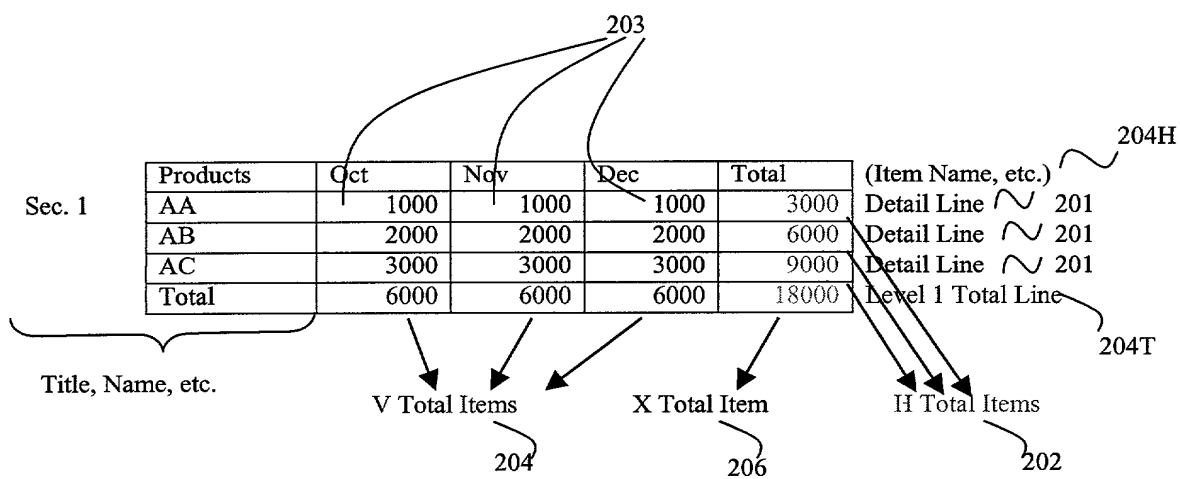 203
204H
Products Oct Nov Dec Total (Item Name, etc.)
Sec. 1 AA 1000 1000 1000 3000 Detail Line 201
AB 2000 2000 2000 6000 Detail Line 201
AC 3000 3000 3000 9000 Detail Line 201
Total 6000 6000 6000 18000 Level 1 Total Line
204T
Title, Name, etc.
V Total Items X Total Item H Total Items
204 206 202